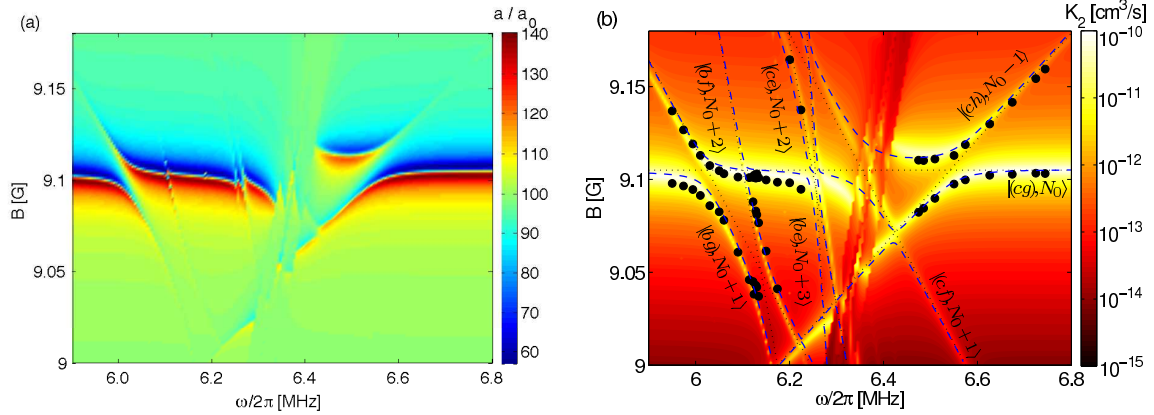 (a)
a / a₀
140
130
120
110
100
90
80
70
60
9.15
9.1
9.05
9
B [G]
6.0
6.2
6.4
6.6
6.8
ω/2π [MHz]
(b)
K₂ [cm³/s]
10⁻¹⁰
10⁻¹¹
10⁻¹²
10⁻¹³
10⁻¹⁴
10⁻¹⁵
9.15
9.1
9.05
9
B [G]
6
6.2
6.4
6.6
6.8
ω/2π [MHz]
|(bf), N₀+2⟩
|(ce), N₀+2⟩
|(ch), N₀−1⟩
|(cg), N₀⟩
|(bg), N₀+1⟩
|(be), N₀+3⟩
|(cf), N₀+1⟩